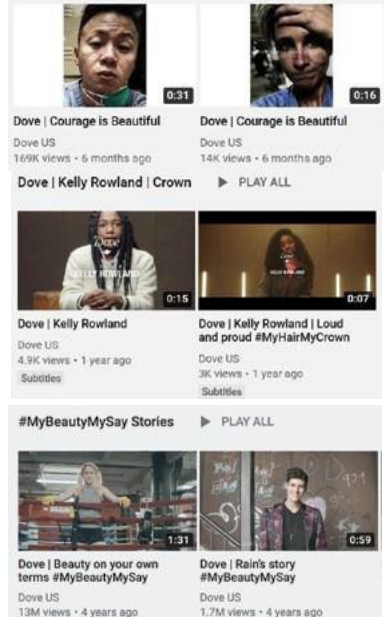 0:31
0:16
Dove | Courage is Beautiful
Dove | Courage is Beautiful
Dove US
Dove US
169K views • 6 months ago
14K views • 6 months ago
Dove | Kelly Rowland | Crown
PLAY ALL
Dove
KELLY ROWLAND
KELLY ROWLAND
0:15
0:07
Dove | Kelly Rowland
Dove | Kelly Rowland | Loud
and proud #MyHairMyCrown
Dove US
4.9K views • 1 year ago
Subtitles
Dove US
3K views • 1 year ago
Subtitles
#MyBeautyMySay Stories
PLAY ALL
1:31
0:59
Dove | Beauty on your own
terms #MyBeautyMySay
Dove | Rain's story
#MyBeautyMySay
Dove US
Dove US
13M views • 4 years ago
1.7M views • 4 years ago